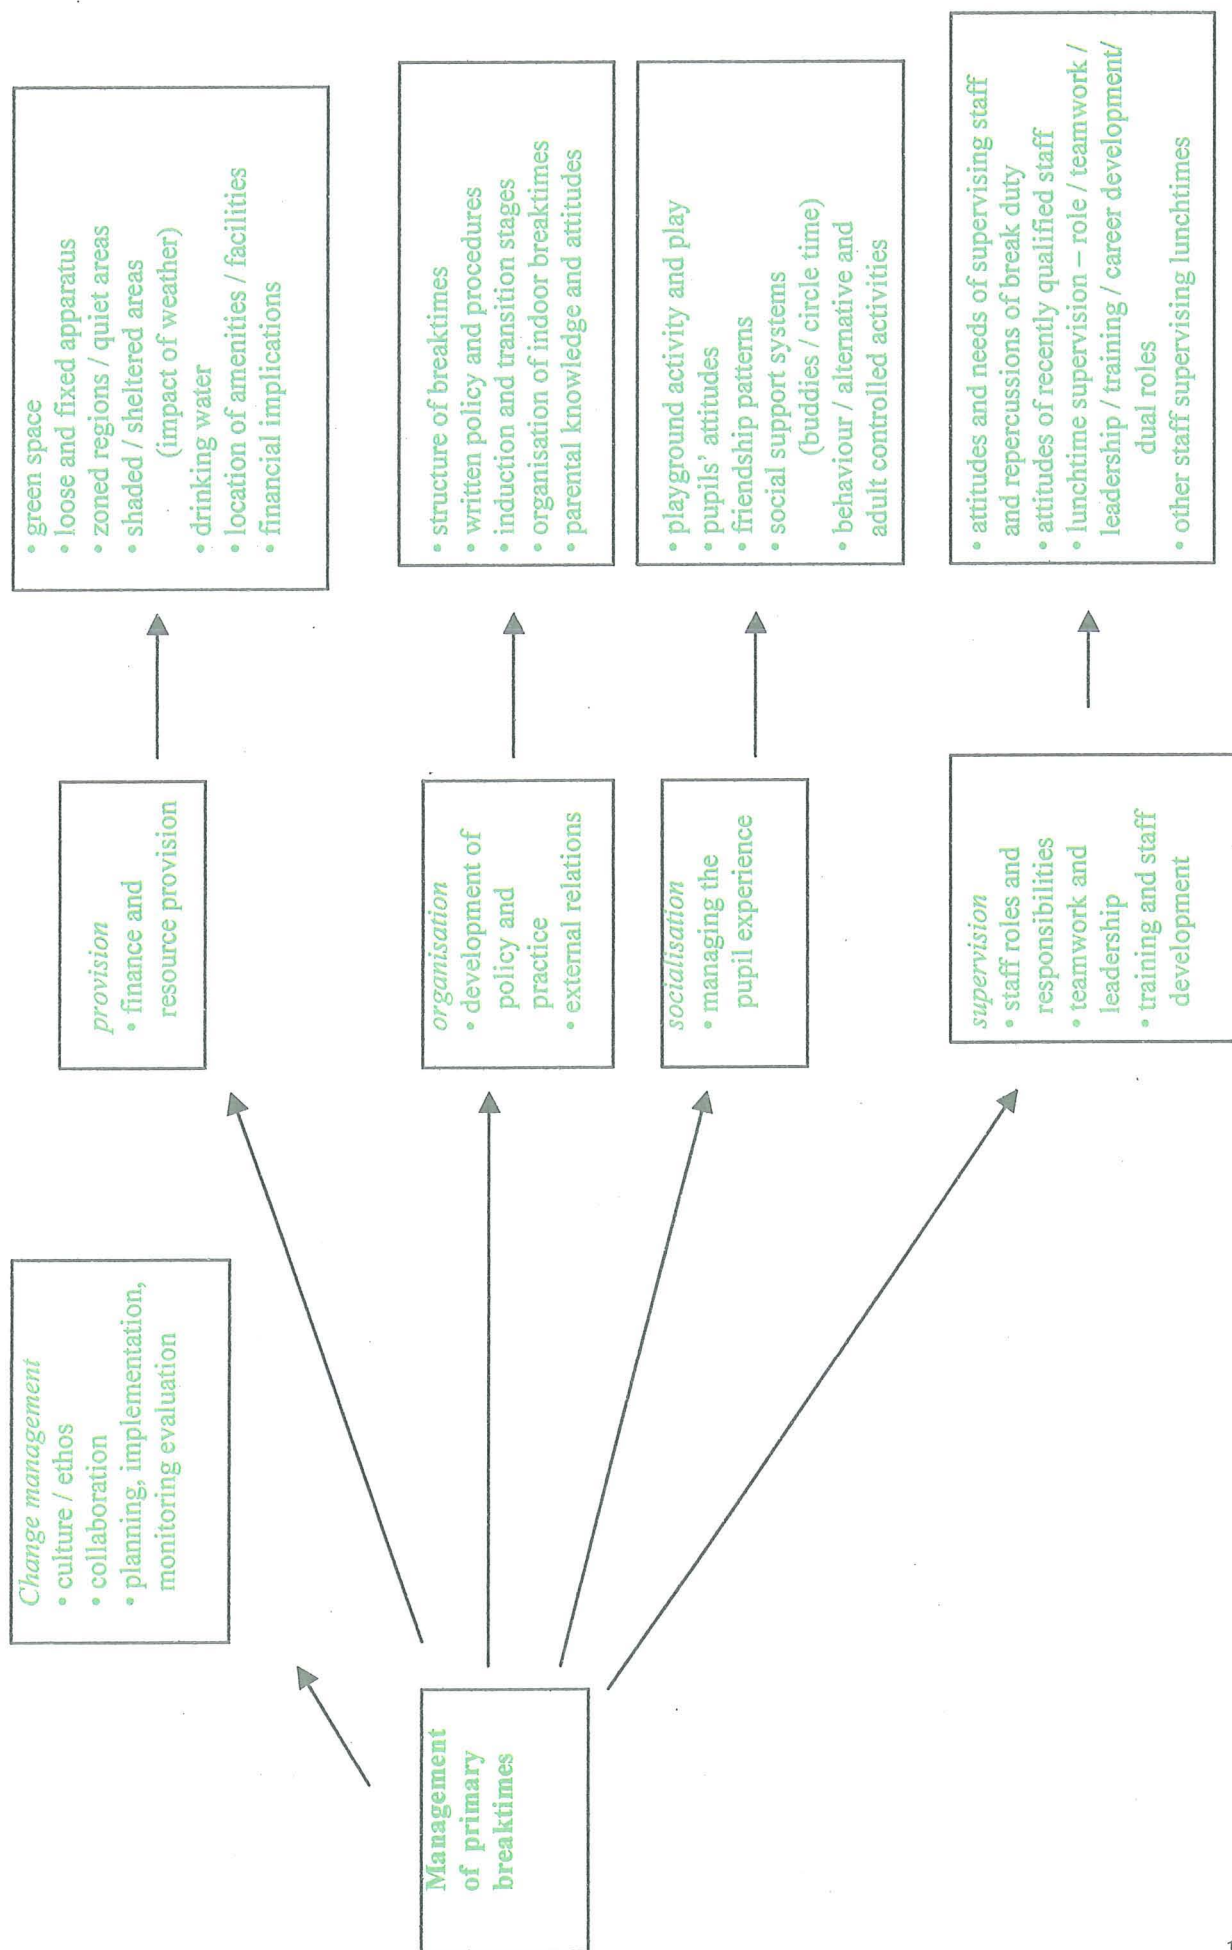 Management
of primary
breaktimes
Change management
• culture / ethos
• collaboration
• planning, implementation,
monitoring evaluation
provision
• finance and
resource provision
organisation
• development of
policy and
practice
• external relations
socialisation
• managing the
pupil experience
supervision
• staff roles and
responsibilities
• teamwork and
leadership
• training and staff
development
• green space
• loose and fixed apparatus
• zoned regions / quiet areas
• shaded / sheltered areas
(impact of weather)
• drinking water
• location of amenities / facilities
• financial implications
• structure of breaktimes
• written policy and procedures
• induction and transition stages
• organisation of indoor breaktimes
• parental knowledge and attitudes
• playground activity and play
• pupils' attitudes
• friendship patterns
• social support systems
(buddies / circle time)
• behaviour / alternative and
adult controlled activities
• attitudes and needs of supervising staff
and repercussions of break duty
• attitudes of recently qualified staff
• lunchtime supervision – role / teamwork /
leadership / training / career development/
dual roles
• other staff supervising lunchtimes